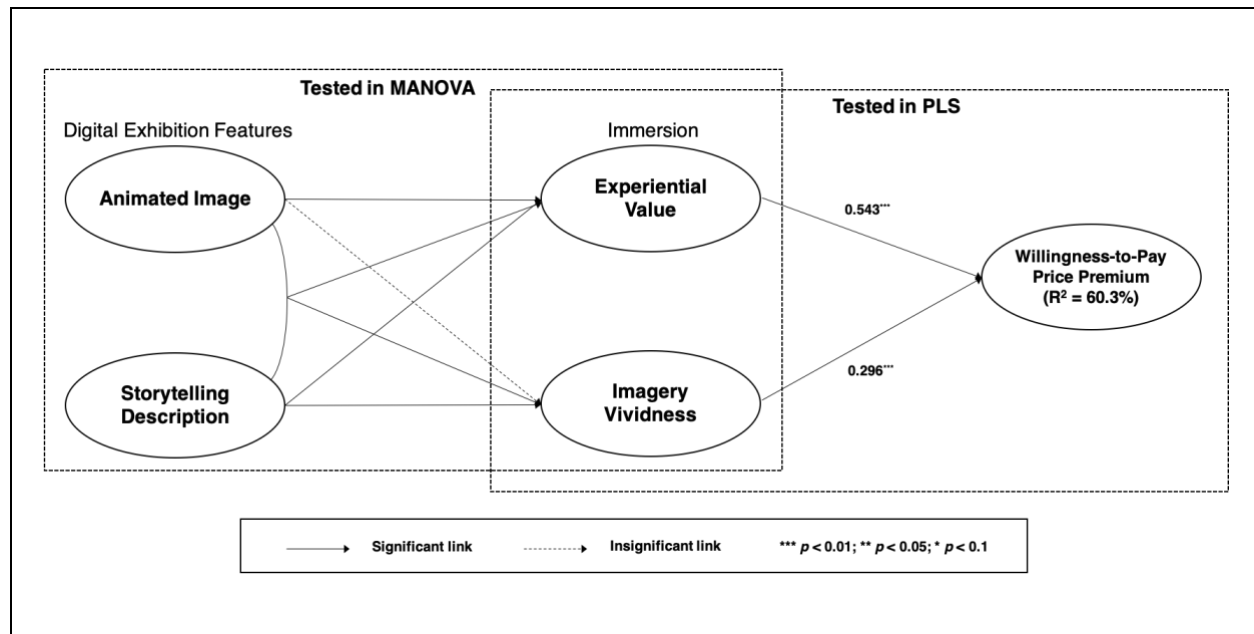 Tested in MANOVA
Tested in PLS
Digital Exhibition Features
Immersion
Animated Image
Experiential
Value
0.543***
Willingness-to-Pay
Price Premium
(R² = 60.3%)
Storytelling
Description
Imagery
Vividness
0.296***
Significant link
Insignificant link
*** p < 0.01; ** p < 0.05; * p < 0.1